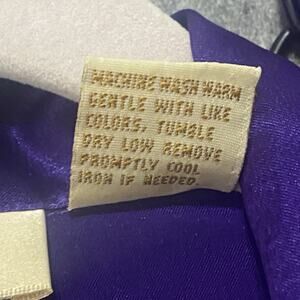 MACHINE WASH WARM
GENTLE WITH LIKE
COLORS, TUMBLE
DRY LOW REMOVE
PROMPTLY COOL
IRON IF NEEDED.